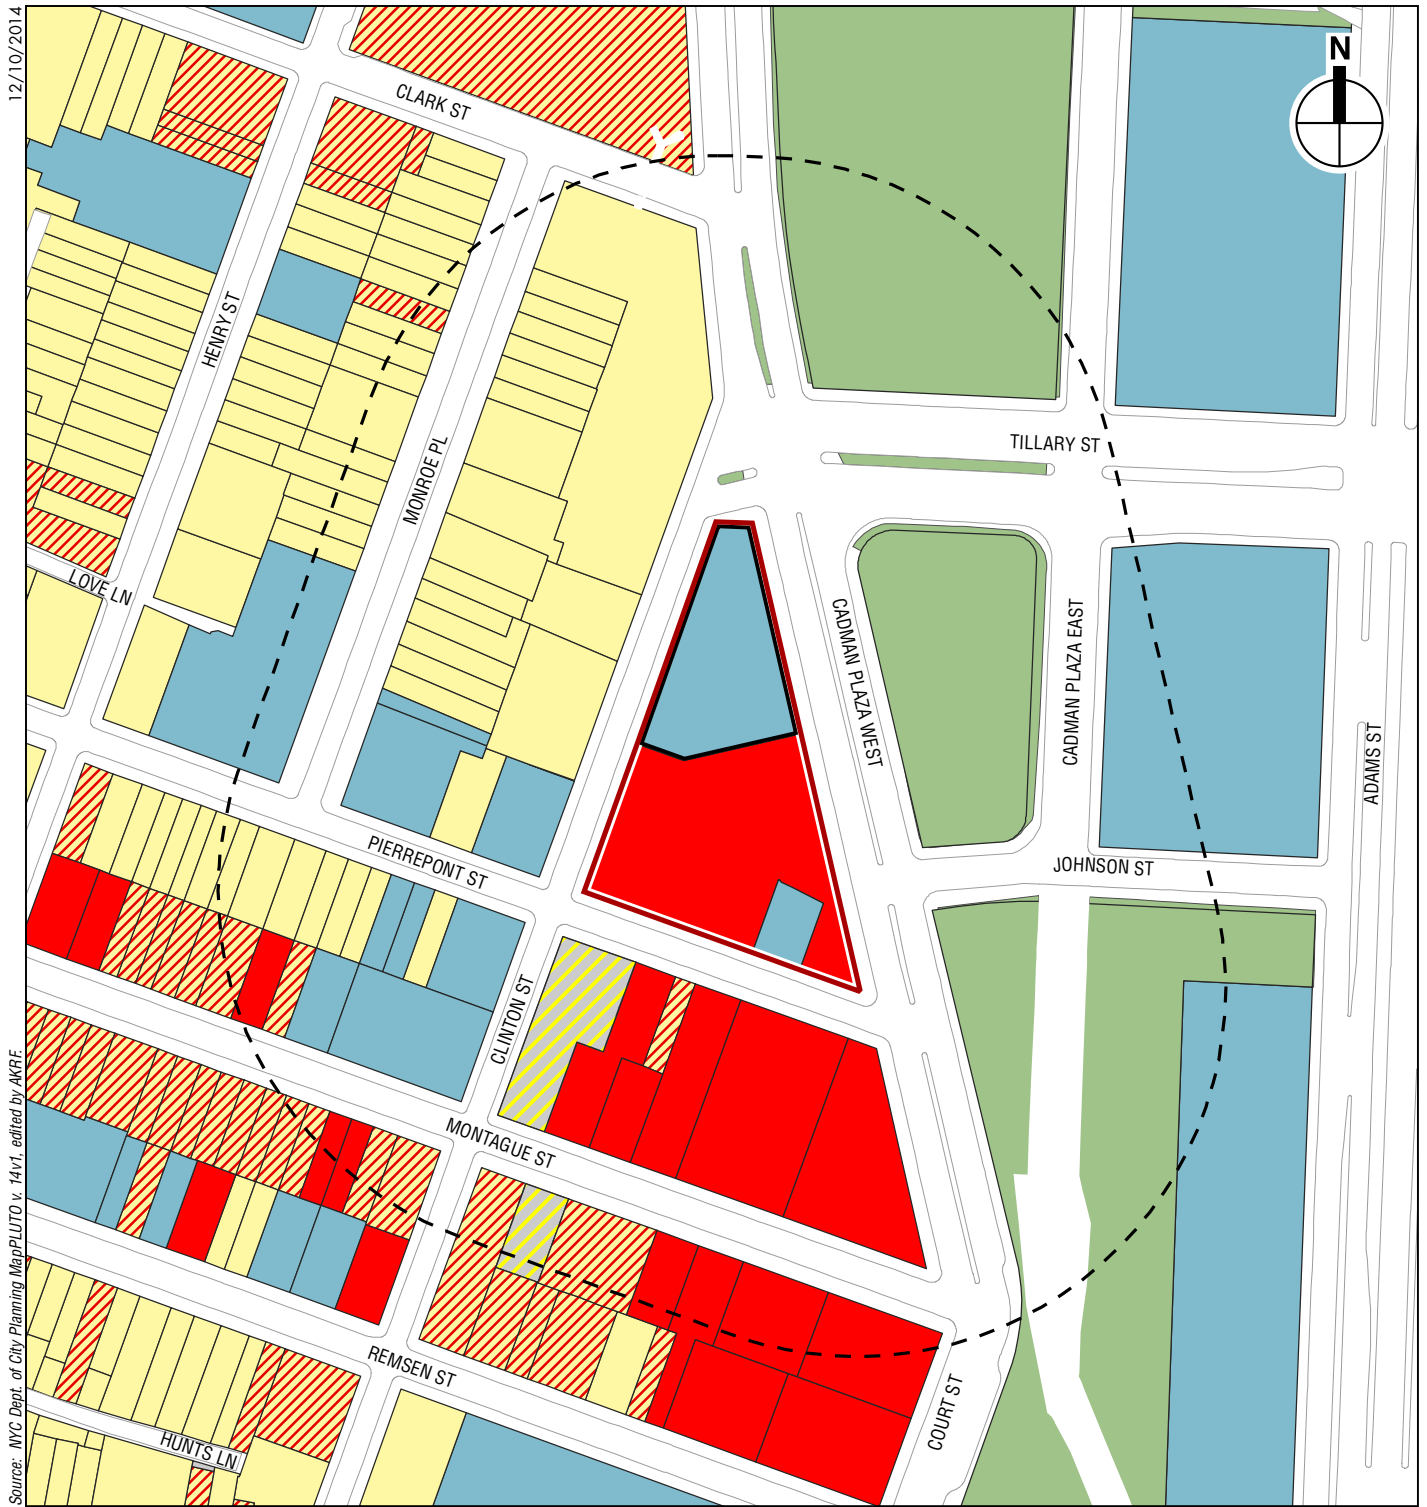 12/10/2014
N
CLARK ST
HENRY ST
MONROE PL
TILLARY ST
LOVE LN
CADMAN PLAZA WEST
CADMAN PLAZA EAST
ADAMS ST
PIERREPONT ST
JOHNSON ST
CLINTON ST
MONTAGUE ST
REMSEN ST
COURT ST
HUNTS LN
Source: NYC Dept. of City Planning MapPLUTO v. 14v1, edited by AKRF.